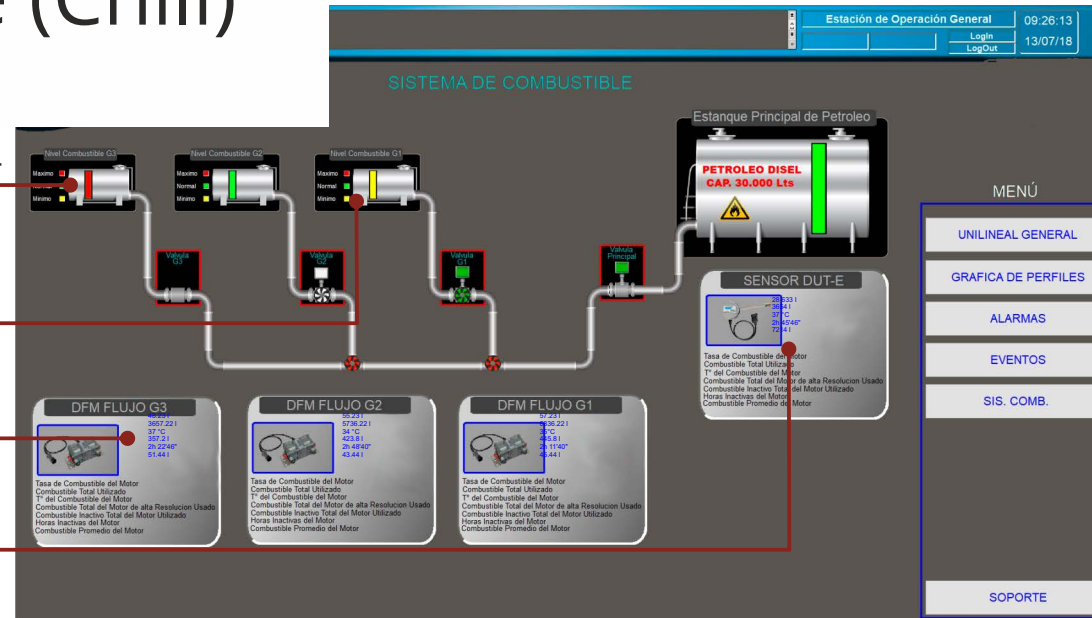 (Chili)
Estación de Operación General
09:26:13
LogIn
LogOut
13/07/18
SISTEMA DE COMBUSTIBLE
Estanque Principal de Petroleo
PETROLEO DISEL
CAP. 30.000 Lts
Nivel Combustible G3
Maximo
Minimo
Nivel Combustible G2
Maximo
Normal
Minimo
Nivel Combustible G1
Maximo
Normal
Minimo
Valvula
G3
Valvula
G2
Valvula
G1
Valvula
Principal
MENÚ
UNILINEAL GENERAL
GRAFICA DE PERFILES
ALARMAS
EVENTOS
SIS. COMB.
SOPORTE
SENSOR DUT-E
37 °C
2h 45'46"
Tasa de Combustible del Motor
Combustible Total Utilizado
T° del Combustible del Motor
Combustible Total del Motor de alta Resolucion Usado
Combustible Inactivo Total del Motor Utilizado
Horas Inactivas del Motor
Combustible Promedio del Motor
DFM FLUJO G3
3657.22 l
37 °C
357.2 l
2h 22'46"
51.44 l
Tasa de Combustible del Motor
Combustible Total Utilizado
T° del Combustible del Motor
Combustible Total del Motor de alta Resolucion Usado
Combustible Inactivo Total del Motor Utilizado
Horas Inactivas del Motor
Combustible Promedio del Motor
DFM FLUJO G2
55.23 l
5736.22 l
34 °C
423.8 l
2h 48'40"
43.44 l
Tasa de Combustible del Motor
Combustible Total Utilizado
T° del Combustible del Motor
Combustible Total del Motor de alta Resolucion Usado
Combustible Inactivo Total del Motor Utilizado
Horas Inactivas del Motor
Combustible Promedio del Motor
DFM FLUJO G1
57.23 l
2h 11'40"
Tasa de Combustible del Motor
Combustible Total Utilizado
T° del Combustible del Motor
Combustible Total del Motor de alta Resolucion Usado
Combustible Inactivo Total del Motor Utilizado
Horas Inactivas del Motor
Combustible Promedio del Motor